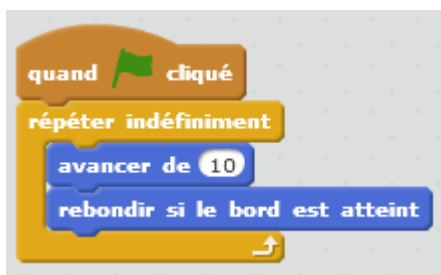 quand cliqué
répéter indéfiniment
avancer de 10
rebondir si le bord est atteint